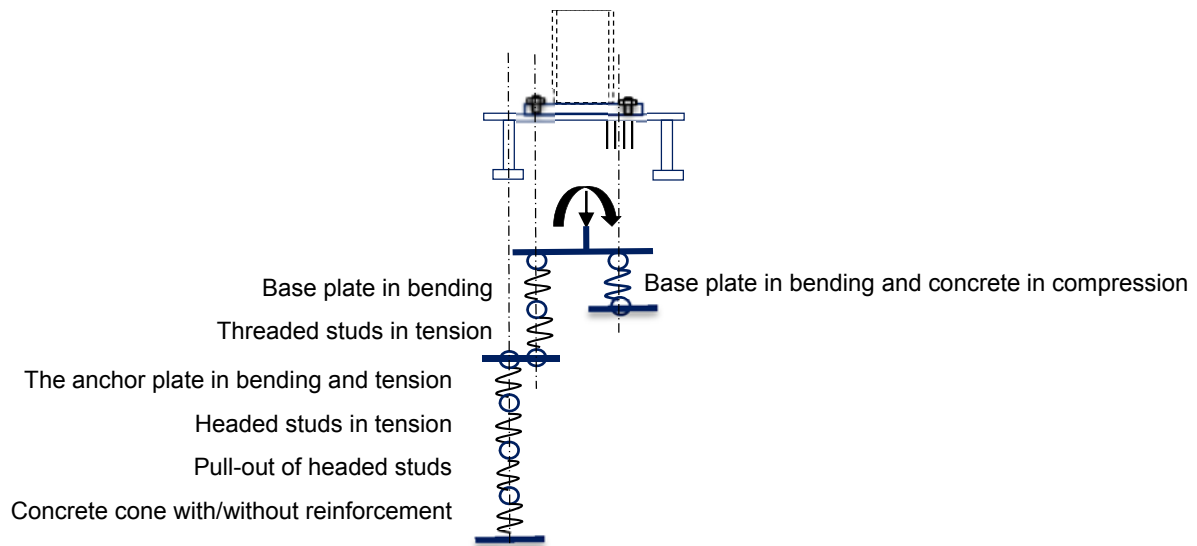 Base plate in bending
Base plate in bending and concrete in compression
Threaded studs in tension
The anchor plate in bending and tension
Headed studs in tension
Pull-out of headed studs
Concrete cone with/without reinforcement